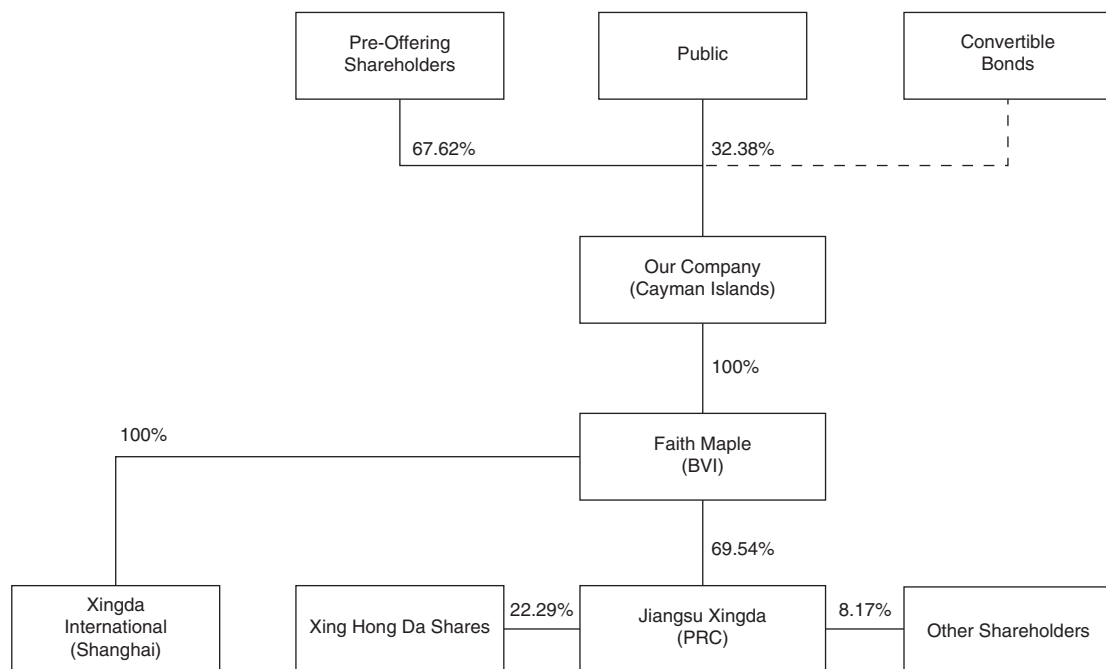 Pre-Offering
Shareholders
Public
Convertible
Bonds
67.62%
32.38%
Our Company
(Cayman Islands)
100%
100%
Faith Maple
(BVI)
69.54%
Xingda
International
(Shanghai)
Xing Hong Da Shares
22.29%
Jiangsu Xingda
(PRC)
8.17%
Other Shareholders